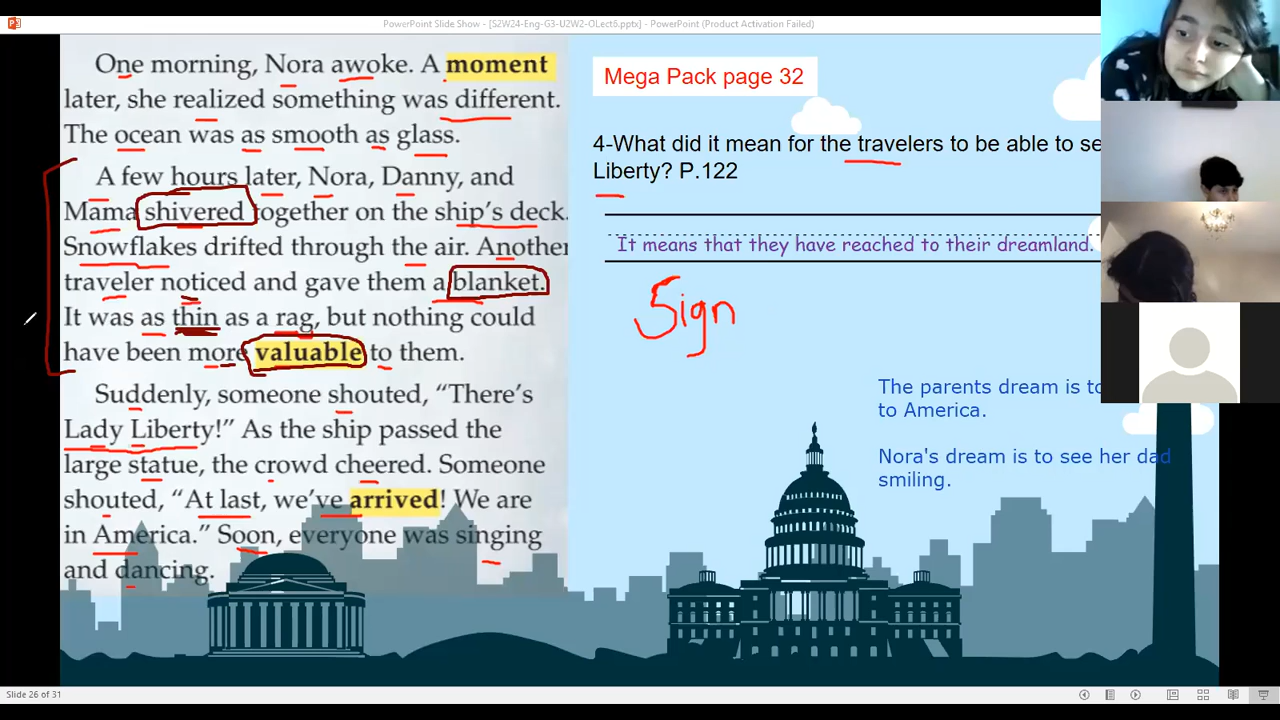 PowerPoint Slide Show - [S2W24-Eng-G3-U2W2-OLect6.pptx] - PowerPoint (Product Activation Failed)
One morning, Nora awoke. A moment
later, she realized something was different.
The ocean was as smooth as glass.
A few hours later, Nora, Danny, and
Mama shivered together on the ship's deck.
Snowflakes drifted through the air. Another
traveler noticed and gave them a blanket.
It was as thin as a rag, but nothing could
have been more valuable to them.
Suddenly, someone shouted, "There's
Lady Liberty!" As the ship passed the
large statue, the crowd cheered. Someone
shouted, "At last, we've arrived! We are
in America." Soon, everyone was singing
and dancing.
Mega Pack page 32
4-What did it mean for the travelers to be able to se
Liberty? P.122
It means that they have reached to their dreamland.
Sign
The parents dream is to
to America.
Nora's dream is to see her dad
smiling.
Slide 26 of 31